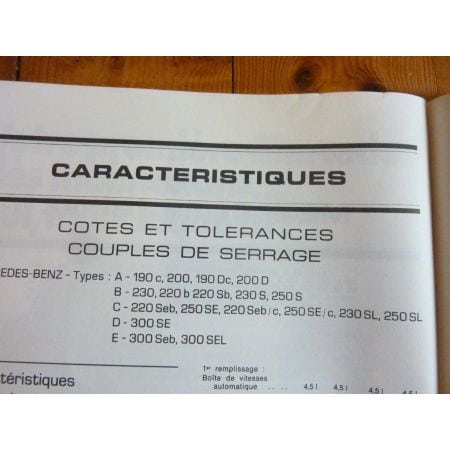 CARACTERISTIQUES
COTES ET TOLERANCES
COUPLES DE SERRAGE
EDES-BENZ - Types : A - 190 c, 200, 190 Dc, 200 D
B - 230, 220 b 220 Sb, 230 S, 250 S
C - 220 Seb, 250 SE, 220 Seb/c, 250 SE/c, 230 SL, 250 SL
D - 300 SE
E - 300 Seb, 300 SEL
téristiques
1er remplissage :
Boîte de vitesses
automatique .. .. 4,5 l 4,5 l 4,5 l 4,5 l